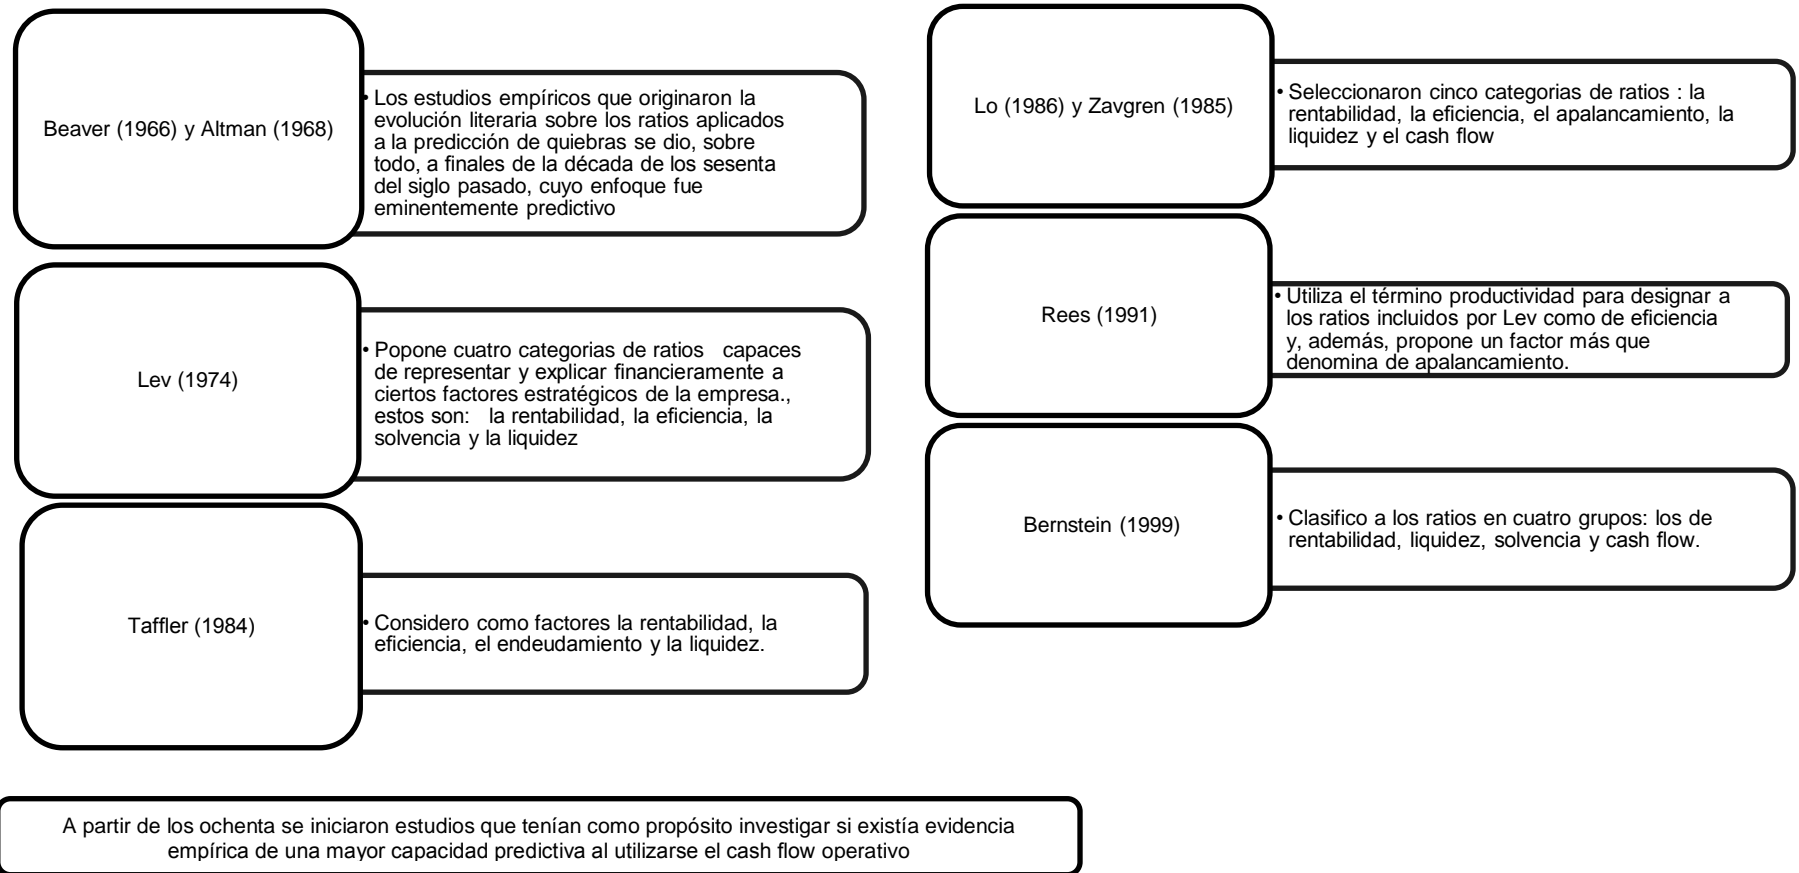 Beaver (1966) y Altman (1968)
• Los estudios empíricos que originaron la
evolución literaria sobre los ratios aplicados
a la predicción de quiebras se dio, sobre
todo, a finales de la década de los sesenta
del siglo pasado, cuyo enfoque fue
eminentemente predictivo
Lev (1974)
• Popone cuatro categorias de ratios capaces
de representar y explicar financieramente a
ciertos factores estratégicos de la empresa.,
estos son: la rentabilidad, la eficiencia, la
solvencia y la liquidez
Taffler (1984)
• Considero como factores la rentabilidad, la
eficiencia, el endeudamiento y la liquidez.
Lo (1986) y Zavgren (1985)
• Seleccionaron cinco categorias de ratios : la
rentabilidad, la eficiencia, el apalancamiento, la
liquidez y el cash flow
Rees (1991)
• Utiliza el término productividad para designar a
los ratios incluidos por Lev como de eficiencia
y, además, propone un factor más que
denomina de apalancamiento.
Bernstein (1999)
• Clasifico a los ratios en cuatro grupos: los de
rentabilidad, liquidez, solvencia y cash flow.
A partir de los ochenta se iniciaron estudios que tenían como propósito investigar si existía evidencia
empírica de una mayor capacidad predictiva al utilizarse el cash flow operativo